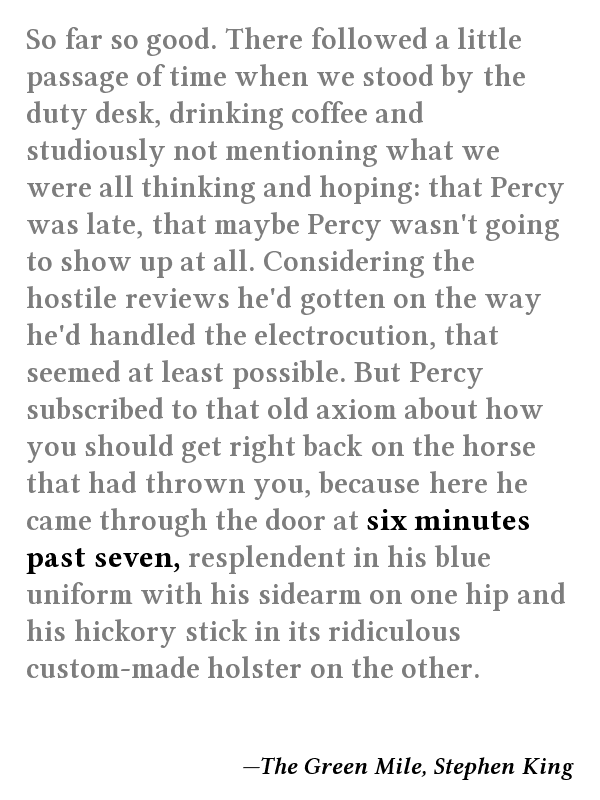 So far so good. There followed a little
passage of time when we stood by the
duty desk, drinking coffee and
studiously not mentioning what we
were all thinking and hoping: that Percy
was late, that maybe Percy wasn't going
to show up at all. Considering the
hostile reviews he'd gotten on the way
he'd handled the electrocution, that
seemed at least possible. But Percy
subscribed to that old axiom about how
you should get right back on the horse
that had thrown you, because here he
came through the door at six minutes
past seven, resplendent in his blue
uniform with his sidearm on one hip and
his hickory stick in its ridiculous
custom-made holster on the other.
—The Green Mile, Stephen King